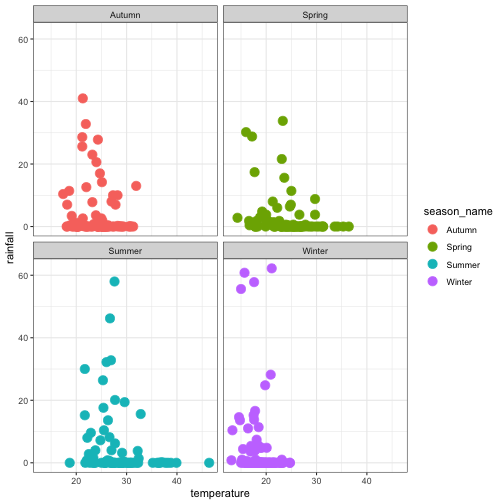 Autumn
Spring
60
40
20
0
Summer
Winter
60
40
20
0
20
30
40
20
30
40
temperature
rainfall
season_name
Autumn
Spring
Summer
Winter